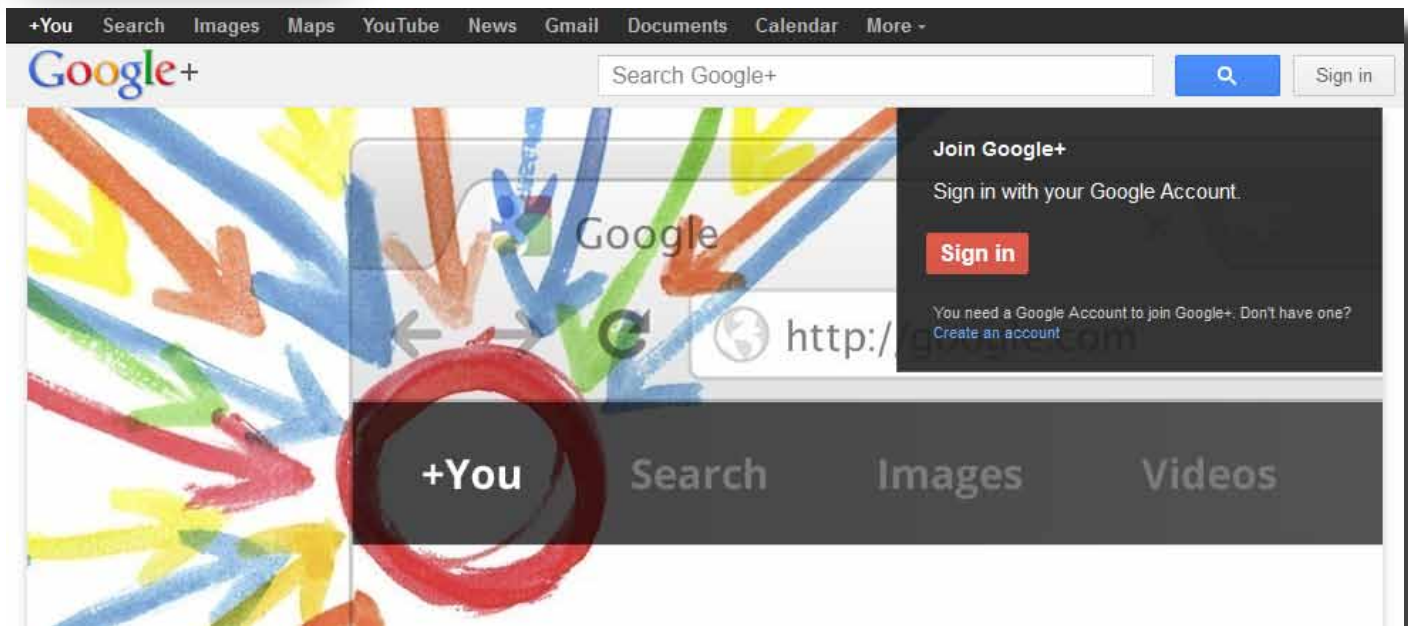 +You Search Images Maps YouTube News Gmail Documents Calendar More
Google+ Search Google+ Sign in
Join Google+
Sign in with your Google Account.
Google
Sign in
You need a Google Account to join Google+. Don't have one?
http://google.com
Create an account
+You Search Images Videos